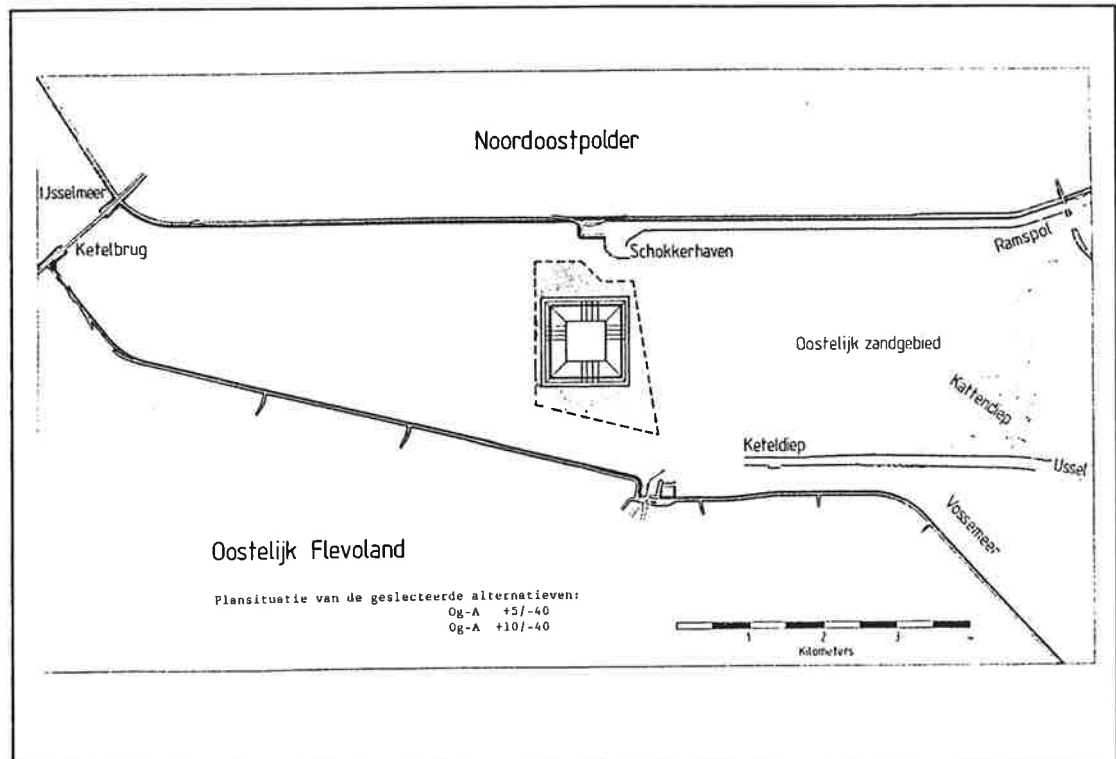 Noordoostpolder
IJsselmeer
Ketelbrug
Schokkerhaven
Ramspol
Oostelijk zandgebied
Kattendiep
Keteldiep
IJssel
Vossemeer
Oostelijk Flevoland
Plansituatie van de geslecteerde alternatieven:
Og-A +5/-40
Og-A +10/-40
1 2 3
Kilometers